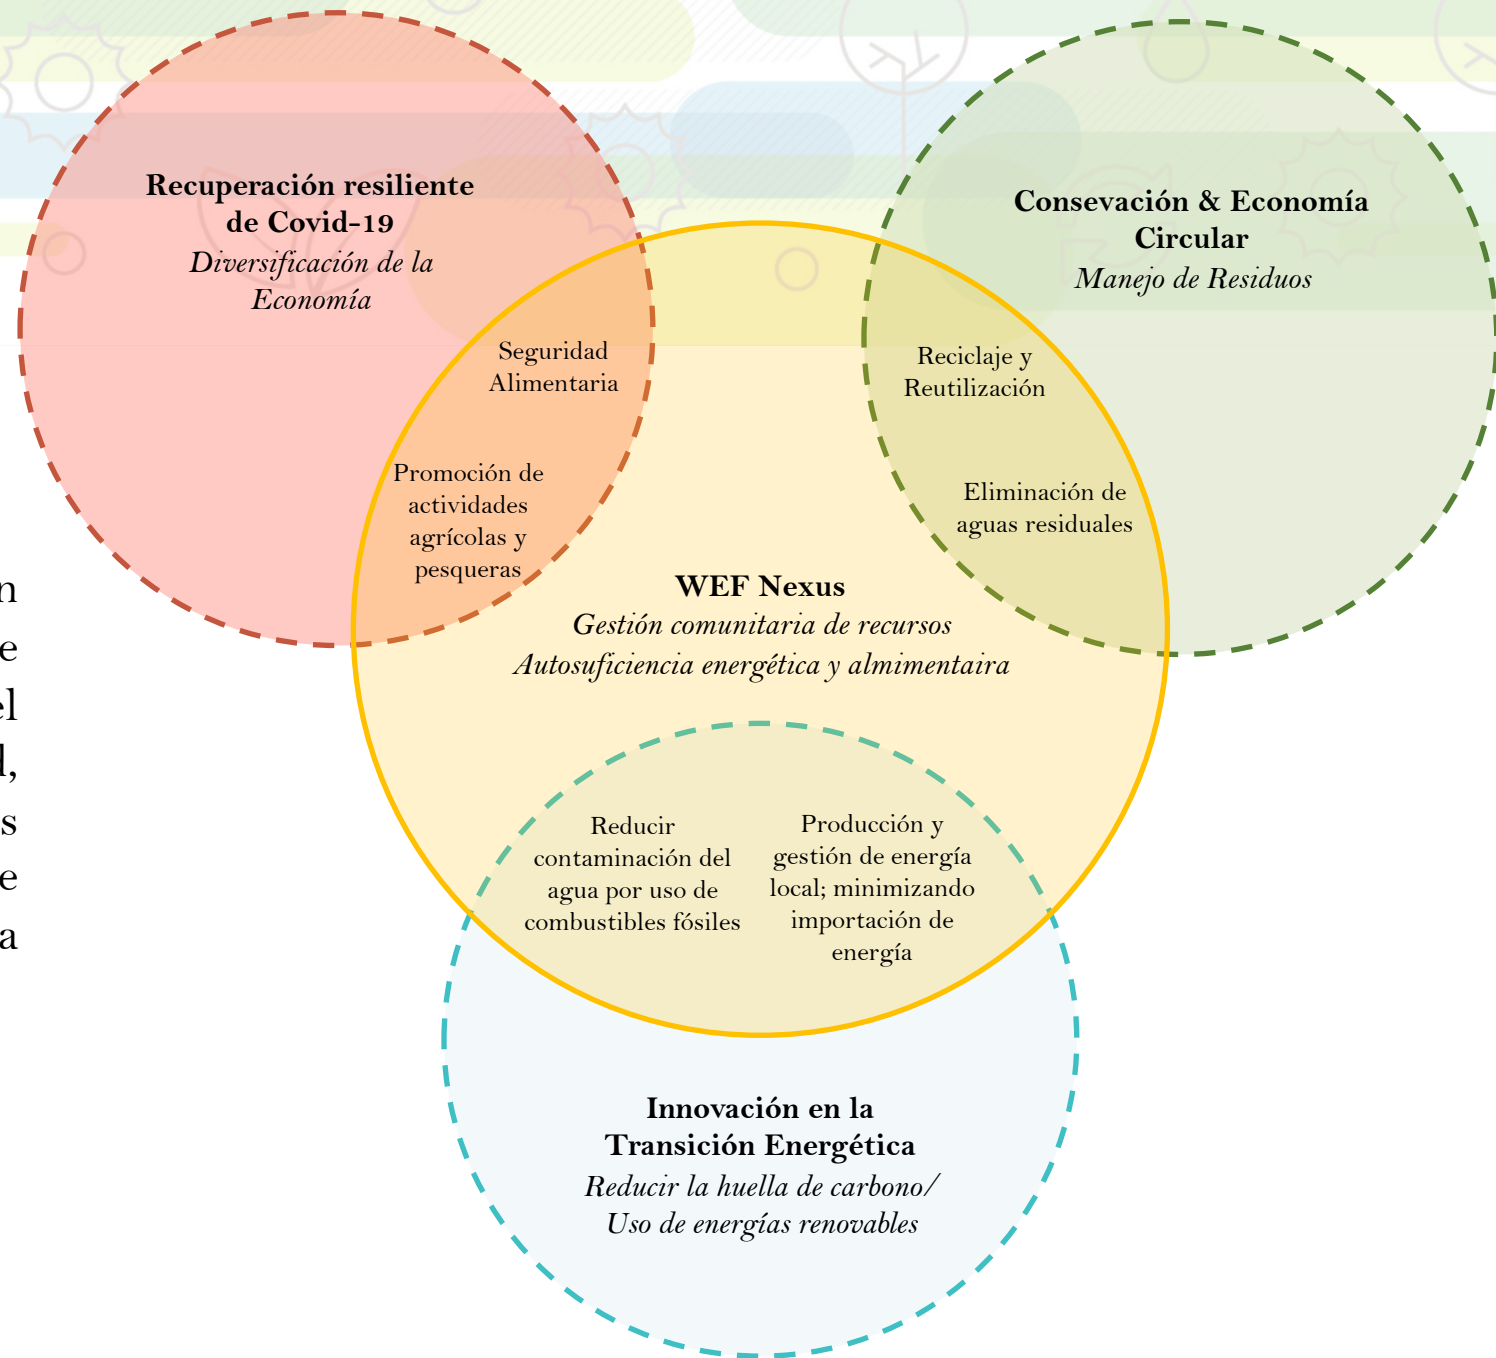 Recuperación resiliente
de Covid-19
Diversificación de la
Economía
Consevación & Economía
Circular
Manejo de Residuos
Seguridad
Alimentaria
Promoción de
actividades
agrícolas y
pesqueras
Reciclaje y
Reutilización
Eliminación de
aguas residuales
WEF Nexus
Gestión comunitaria de recursos
Autosuficiencia energética y almimentaira
Reducir
contaminación del
agua por uso de
combustibles fósiles
Producción y
gestión de energía
local; minimizando
importación de
energía
Innovación en la
Transición Energética
Reducir la huella de carbono/
Uso de energías renovables